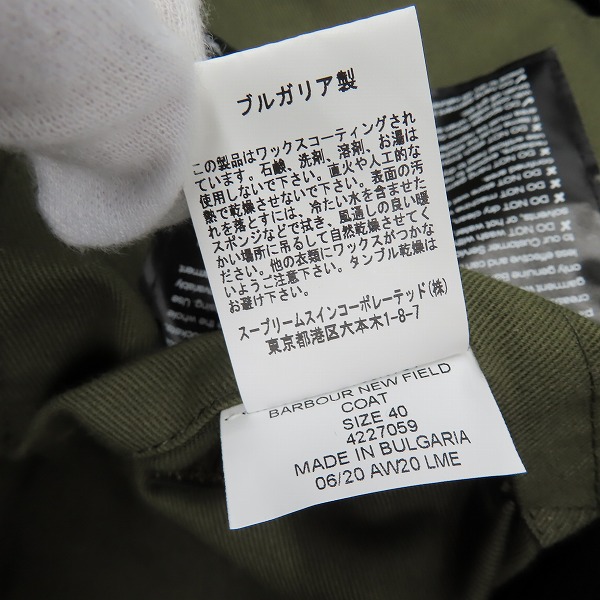 ブルガリア製
この製品はワックスコーティングされ
ています。石鹸、洗剤、溶剤、お湯は
使用しないで下さい。直火や人工的な
熱で乾燥させないで下さい。表面の汚
れを落とすには、冷たい水を含ませた
スポンジなどで拭き、風通しの良い暖
かい場所に吊るして自然乾燥させてく
ださい。他の衣類にワックスがつかな
いようご注意下さい。タンブル乾燥は
お避け下さい。
スープリームスインコーポレーテッド(株)
東京都港区六本木1-8-7
BARBOUR NEW FIELD
COAT
SIZE 40
4227059
MADE IN BULGARIA
06/20 AW20 LME
DO NOT
DO NOT
DO NOT